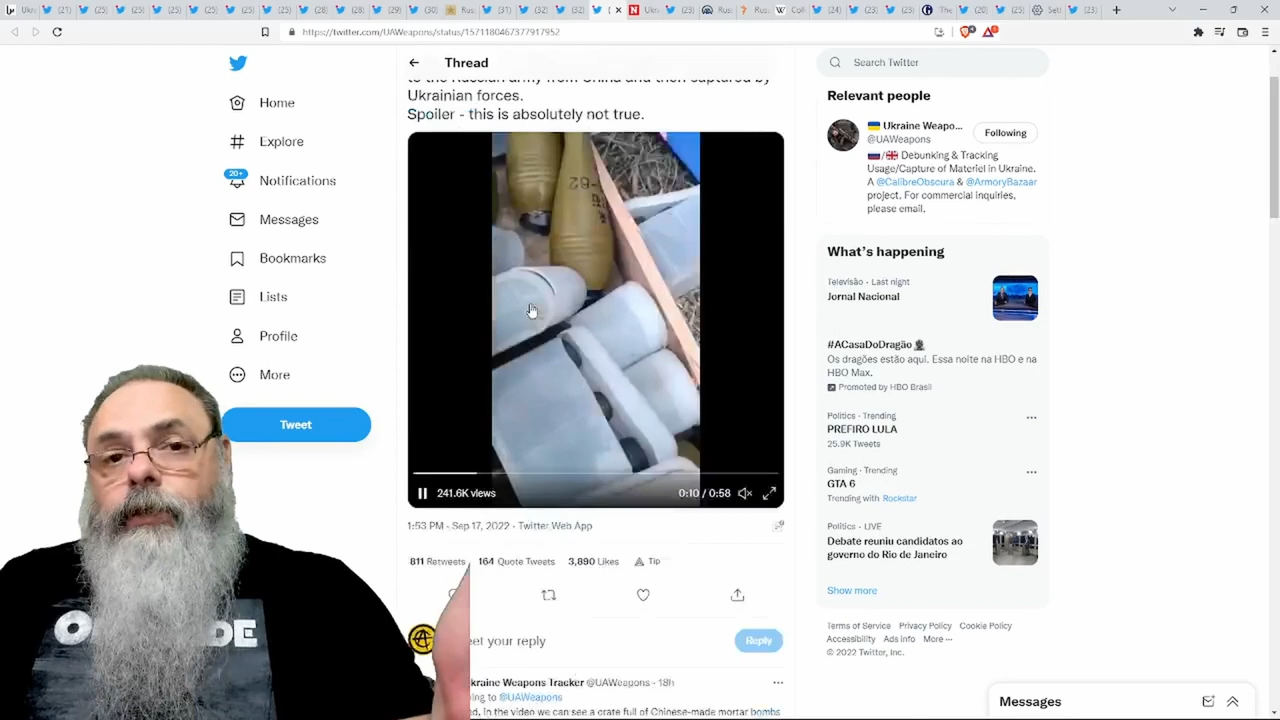 https://twitter.com/UAWeapons/status/1571180467377917952
Home
Explore
20+
Notifications
Messages
Bookmarks
Lists
Profile
More
Tweet
Thread
to the Russian army from China and then captured by
Ukrainian forces.
Spoiler - this is absolutely not true.
241.6K views
0:10 / 0:58
1:53 PM · Sep 17, 2022 · Twitter Web App
811 Retweets 164 Quote Tweets 3,890 Likes Tip
eet your reply
Reply
kraine Weapons Tracker @UAWeapons · 18h
ing to @UAWeapons
d, in the video we can see a crate full of Chinese-made mortar bombs
Search Twitter
Relevant people
Ukraine Weapo...
@UAWeapons
Following
Debunking & Tracking
Usage/Capture of Materiel in Ukraine.
A @CalibreObscura & @ArmoryBazaar
project. For commercial inquiries,
please email.
What's happening
Televisão · Last night
Jornal Nacional
#ACasaDoDragão
Os dragões estão aqui. Essa noite na HBO e na
HBO Max.
Promoted by HBO Brasil
Politics · Trending
PREFIRO LULA
25.9K Tweets
Gaming · Trending
GTA 6
Trending with Rockstar
Politics · LIVE
Debate reuniu candidatos ao
governo do Rio de Janeiro
Show more
Terms of Service Privacy Policy Cookie Policy
Accessibility Ads info More ···
© 2022 Twitter, Inc.
Messages